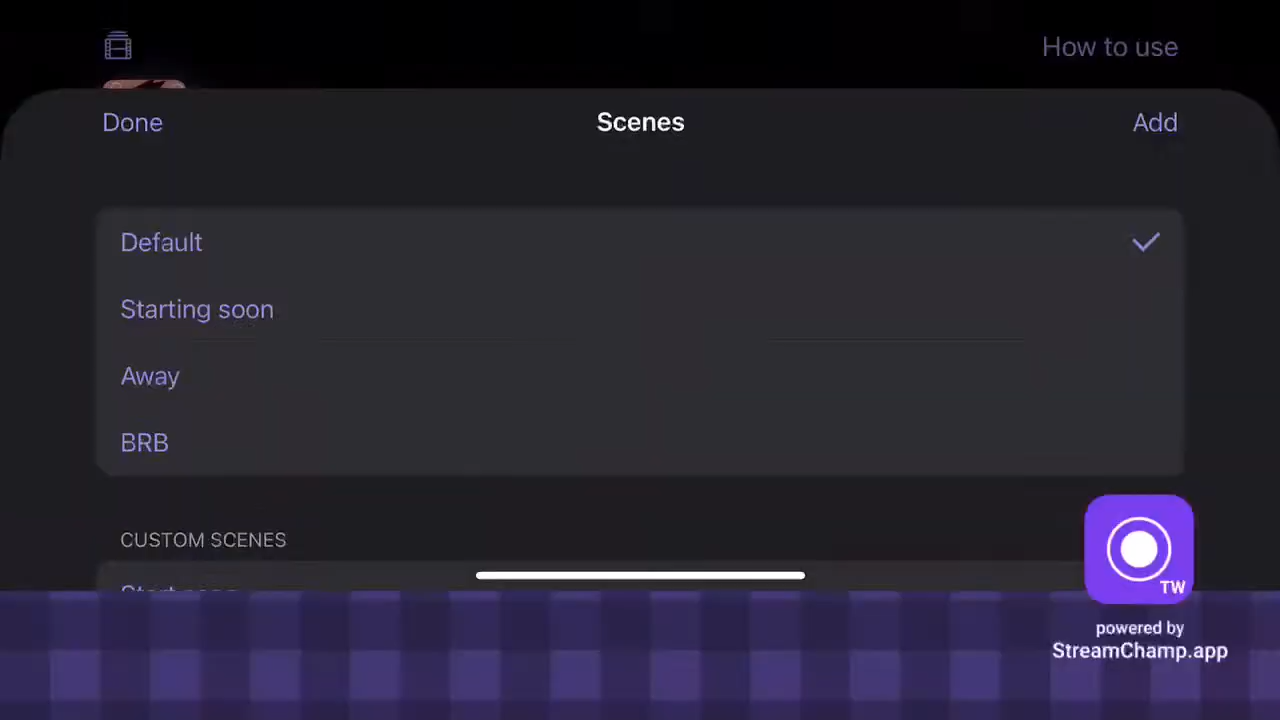 How to use
Done
Scenes
Add
Default
Starting soon
Away
BRB
CUSTOM SCENES
TW
powered by
StreamChamp.app